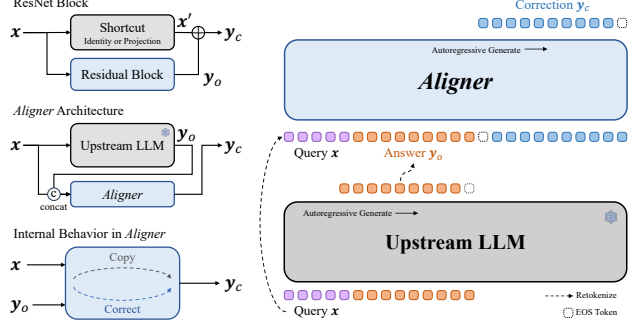 ResNet Block
x
Shortcut
Identity or Projection
x'
y_c
Residual Block
y_o
Aligner Architecture
x
Upstream LLM
y_o
y_c
c
concat
Aligner
Internal Behavior in Aligner
x
Copy
y_c
y_o
Correct
Correction y_c
Autoregressive Generate
Aligner
Query x
Answer y_o
Autoregressive Generate
Upstream LLM
Query x
Retokenize
EOS Token